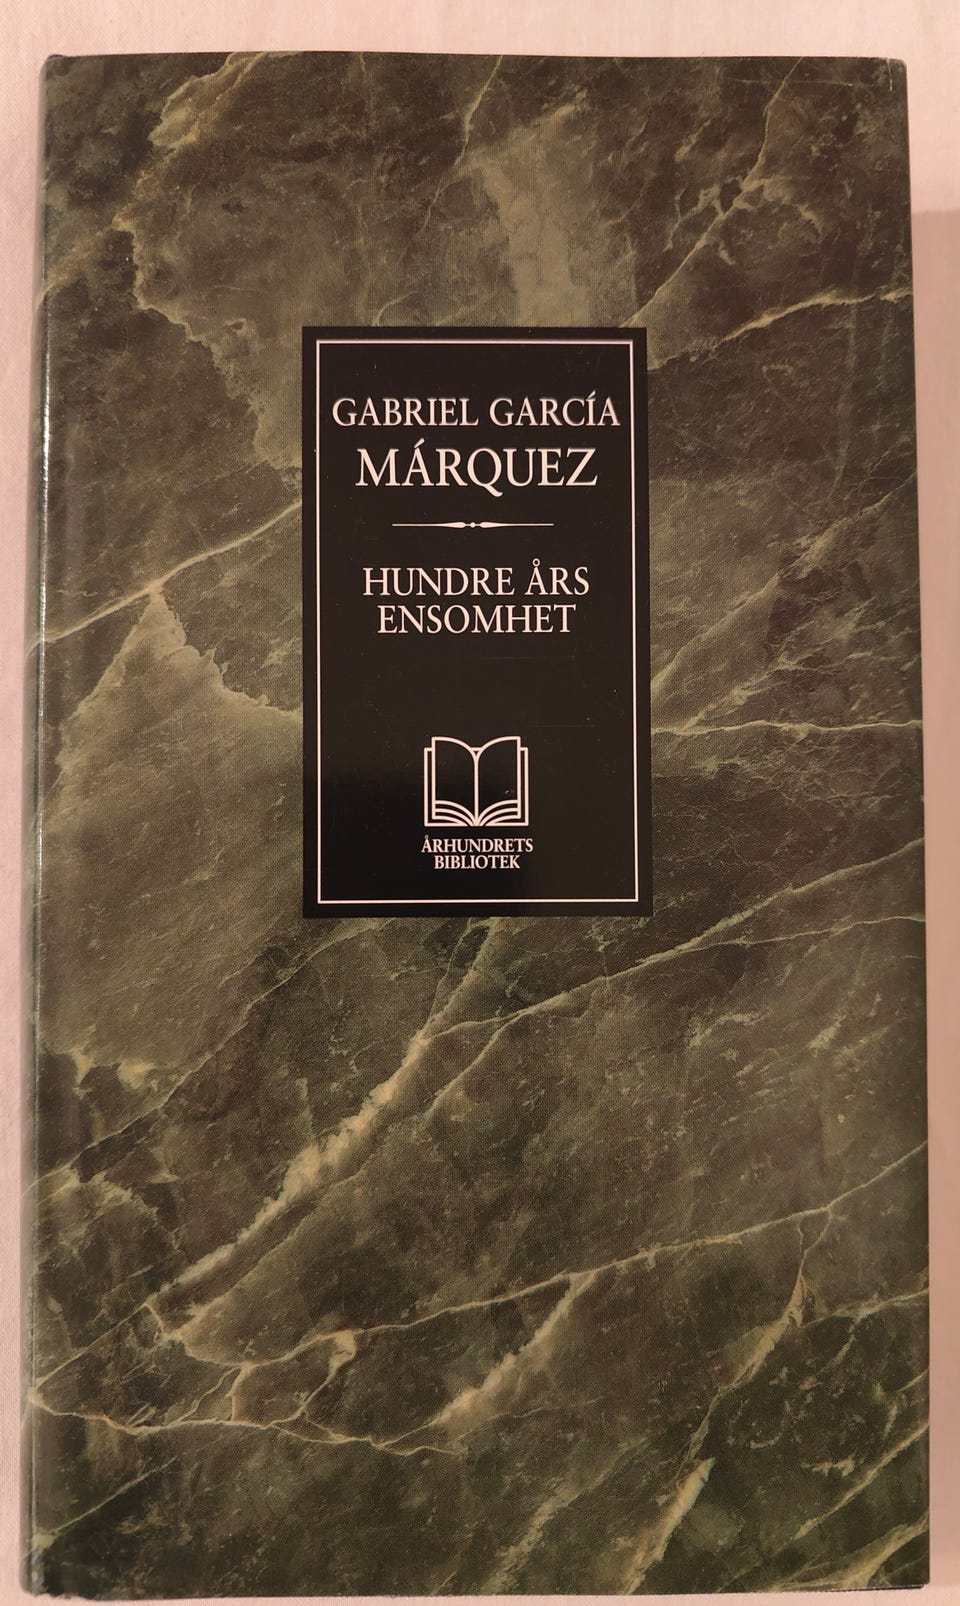 GABRIEL GARCÍA
MÁRQUEZ
HUNDRE ÅRS
ENSOMHET
ÅRHUNDRETS
BIBLIOTEK